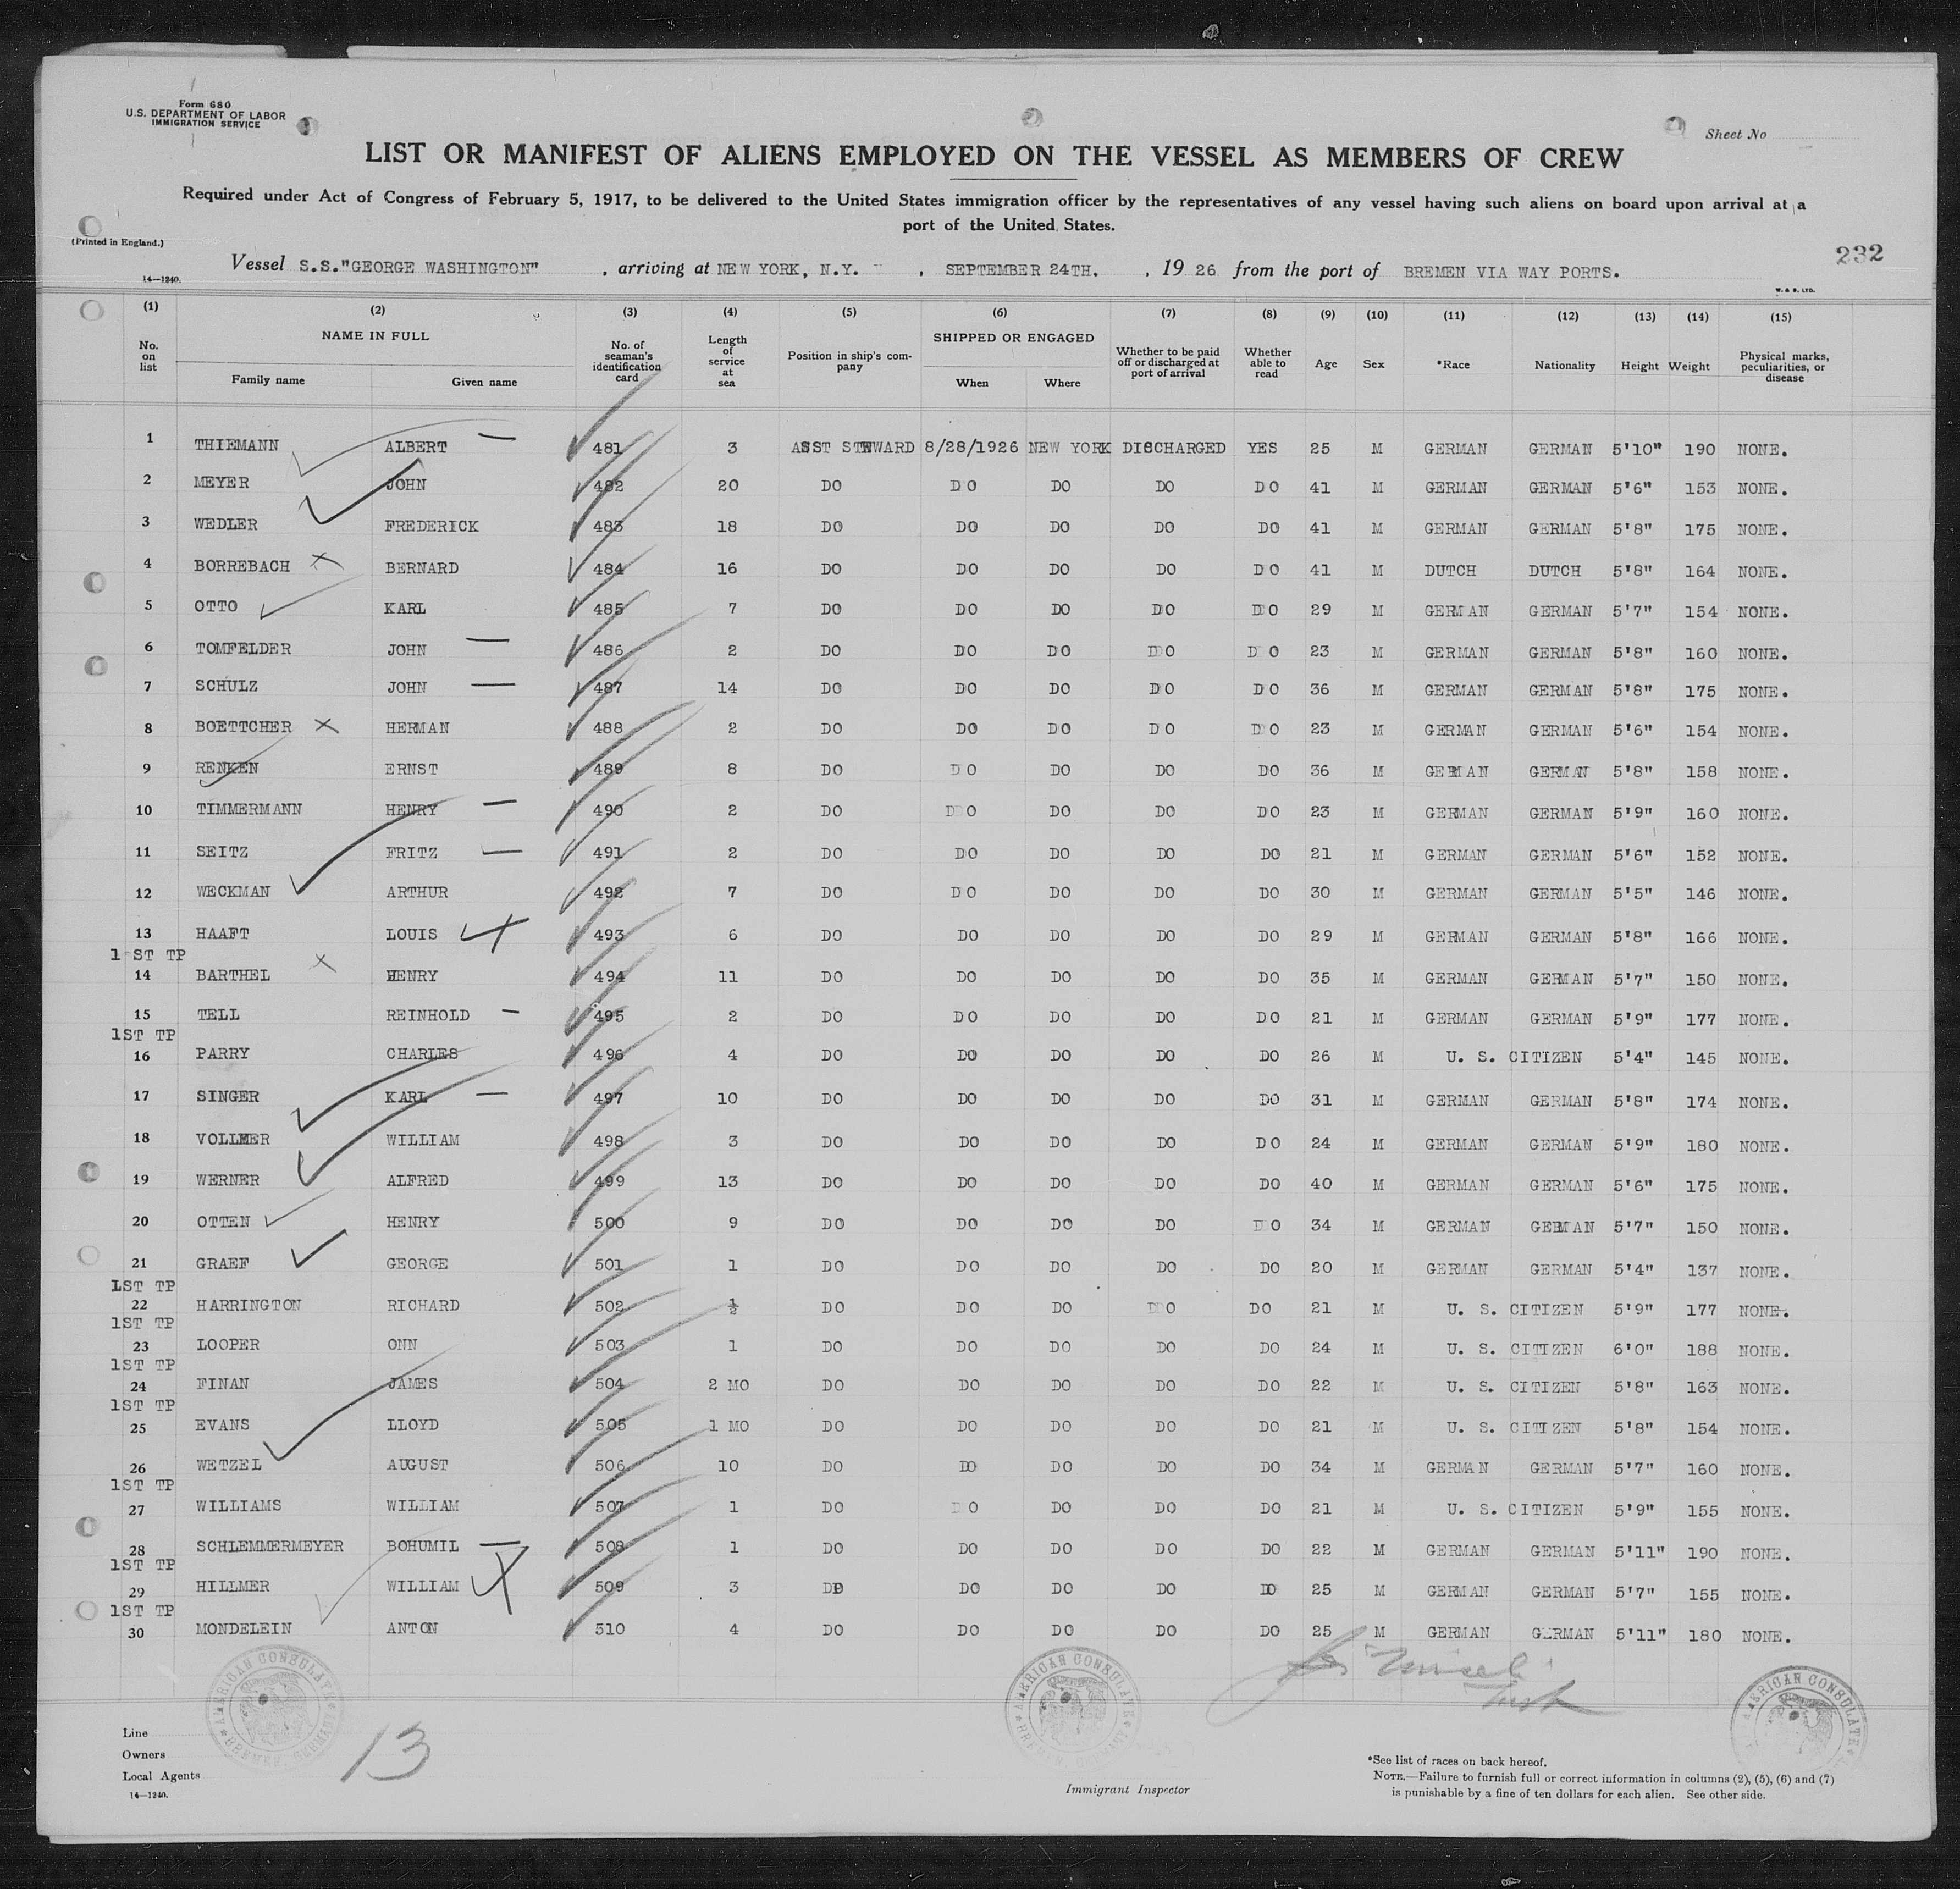 Form 680
U.S. DEPARTMENT OF LABOR
IMMIGRATION SERVICE
Sheet No
LIST OR MANIFEST OF ALIENS EMPLOYED ON THE VESSEL AS MEMBERS OF CREW
Required under Act of Congress of February 5, 1917, to be delivered to the United States immigration officer by the representatives of any vessel having such aliens on board upon arrival at a
port of the United States.
(Printed in England.)
14—1240.
Vessel S.S."GEORGE WASHINGTON" , arriving at NEW YORK, N.Y. , SEPTEMBER 24TH. , 19 26 from the port of BREMEN VIA WAY PORTS.
232
W. & S. LTD.
(1) (2) (3) (4) (5) (6) (7) (8) (9) (10) (11) (12) (13) (14) (15)
No. on list NAME IN FULL Family name Given name No. of seaman's identification card Length of service at sea Position in ship's company SHIPPED OR ENGAGED When Where Whether to be paid off or discharged at port of arrival Whether able to read Age Sex *Race Nationality Height Weight Physical marks, peculiarities, or disease
1 THIEMANN ALBERT — 481 3 ASST STEWARD 8/28/1926 NEW YORK DISCHARGED YES 25 M GERMAN GERMAN 5'10" 190 NONE.
2 MEYER JOHN 482 20 DO DO DO DO DO 41 M GERMAN GERMAN 5'6" 153 NONE.
3 WEDLER FREDERICK 483 18 DO DO DO DO DO 41 M GERMAN GERMAN 5'8" 175 NONE.
4 BORREBACH X BERNARD 484 16 DO DO DO DO DO 41 M DUTCH DUTCH 5'8" 164 NONE.
5 OTTO KARL 485 7 DO DO DO DO DO 29 M GERMAN GERMAN 5'7" 154 NONE.
6 TOMFELDER JOHN — 486 2 DO DO DO DO DO 23 M GERMAN GERMAN 5'8" 160 NONE.
7 SCHULZ JOHN — 487 14 DO DO DO DO DO 36 M GERMAN GERMAN 5'8" 175 NONE.
8 BOETTCHER X HERMAN 488 2 DO DO DO DO DO 23 M GERMAN GERMAN 5'6" 154 NONE.
9 RENKEN ERNST 489 8 DO DO DO DO DO 36 M GERMAN GERMAN 5'8" 158 NONE.
10 TIMMERMANN HENRY — 490 2 DO DO DO DO DO 23 M GERMAN GERMAN 5'9" 160 NONE.
11 SEITZ FRITZ — 491 2 DO DO DO DO DO 21 M GERMAN GERMAN 5'6" 152 NONE.
12 WECKMAN ARTHUR 492 7 DO DO DO DO DO 30 M GERMAN GERMAN 5'5" 146 NONE.
13 HAAFT LOUIS 493 6 DO DO DO DO DO 29 M GERMAN GERMAN 5'8" 166 NONE.
1 ST TP
14 BARTHEL X HENRY 494 11 DO DO DO DO DO 35 M GERMAN GERMAN 5'7" 150 NONE.
15 TELL REINHOLD — 495 2 DO DO DO DO DO 21 M GERMAN GERMAN 5'9" 177 NONE.
1ST TP
16 PARRY CHARLES 496 4 DO DO DO DO DO 26 M U. S. CITIZEN 5'4" 145 NONE.
17 SINGER KARL — 497 10 DO DO DO DO DO 31 M GERMAN GERMAN 5'8" 174 NONE.
18 VOLLMER WILLIAM 498 3 DO DO DO DO DO 24 M GERMAN GERMAN 5'9" 180 NONE.
19 WERNER ALFRED 499 13 DO DO DO DO DO 40 M GERMAN GERMAN 5'6" 175 NONE.
20 OTTEN HENRY 500 9 DO DO DO DO DO 34 M GERMAN GERMAN 5'7" 150 NONE.
21 GRAEF GEORGE 501 1 DO DO DO DO DO 20 M GERMAN GERMAN 5'4" 137 NONE.
1ST TP
22 HARRINGTON RICHARD 502 ½ DO DO DO DO DO 21 M U. S. CITIZEN 5'9" 177 NONE.
1ST TP
23 LOOPER ONN 503 1 DO DO DO DO DO 24 M U. S. CITIZEN 6'0" 188 NONE.
1ST TP
24 FINAN JAMES 504 2 MO DO DO DO DO DO 22 M U. S. CITIZEN 5'8" 163 NONE.
1ST TP
25 EVANS LLOYD 505 1 MO DO DO DO DO DO 21 M U. S. CITIZEN 5'8" 154 NONE.
26 WETZEL AUGUST 506 10 DO DO DO DO DO 34 M GERMAN GERMAN 5'7" 160 NONE.
1ST TP
27 WILLIAMS WILLIAM 507 1 DO DO DO DO DO 21 M U. S. CITIZEN 5'9" 155 NONE.
28 SCHLEMMERMEYER BOHUMIL — 508 1 DO DO DO DO DO 22 M GERMAN GERMAN 5'11" 190 NONE.
1ST TP
29 HILLMER WILLIAM 509 3 DO DO DO DO DO 25 M GERMAN GERMAN 5'7" 155 NONE.
1ST TP
30 MONDELEIN ANTON 510 4 DO DO DO DO DO 25 M GERMAN GERMAN 5'11" 180 NONE.
AMERICAN CONSULATE BREMEN, GERMANY
AMERICAN CONSULATE BREMEN, GERMANY
AMERICAN CONSULATE
Line
Owners
Local Agents
14—1240.
13
Immigrant Inspector
*See list of races on back hereof.
NOTE.—Failure to furnish full or correct information in columns (2), (5), (6) and (7)
is punishable by a fine of ten dollars for each alien. See other side.